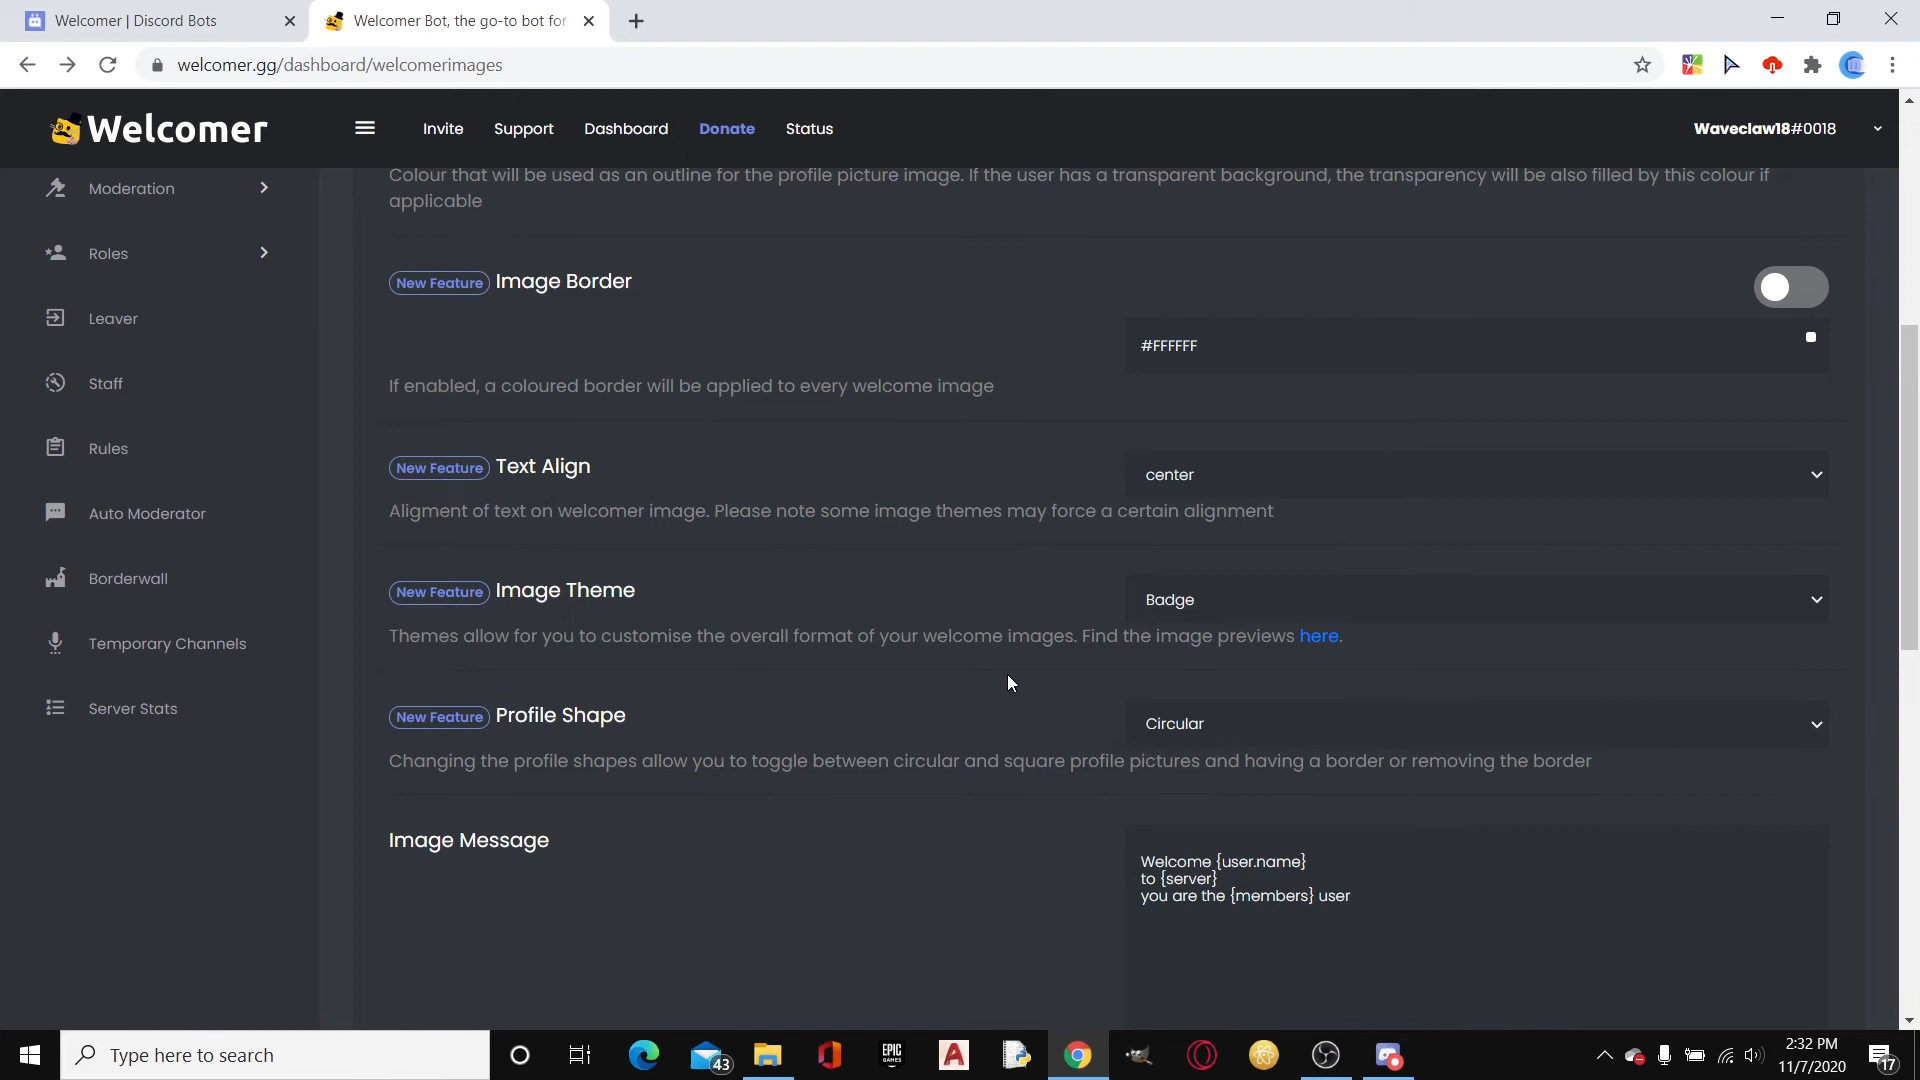 Welcomer | Discord Bots
Welcomer Bot, the go-to bot for
welcomer.gg/dashboard/welcomerimages
Welcomer
Invite
Support
Dashboard
Donate
Status
Waveclaw18#0018
Moderation
Roles
Leaver
Staff
Rules
Auto Moderator
Borderwall
Temporary Channels
Server Stats
Colour that will be used as an outline for the profile picture image. If the user has a transparent background, the transparency will be also filled by this colour if
applicable
New Feature Image Border
#FFFFFF
If enabled, a coloured border will be applied to every welcome image
New Feature Text Align
center
Aligment of text on welcomer image. Please note some image themes may force a certain alignment
New Feature Image Theme
Badge
Themes allow for you to customise the overall format of your welcome images. Find the image previews here.
New Feature Profile Shape
Circular
Changing the profile shapes allow you to toggle between circular and square profile pictures and having a border or removing the border
Image Message
Welcome {user.name}
to {server}
you are the {members} user
Type here to search
43
EPIC
GAMES
A
2:32 PM
11/7/2020
17